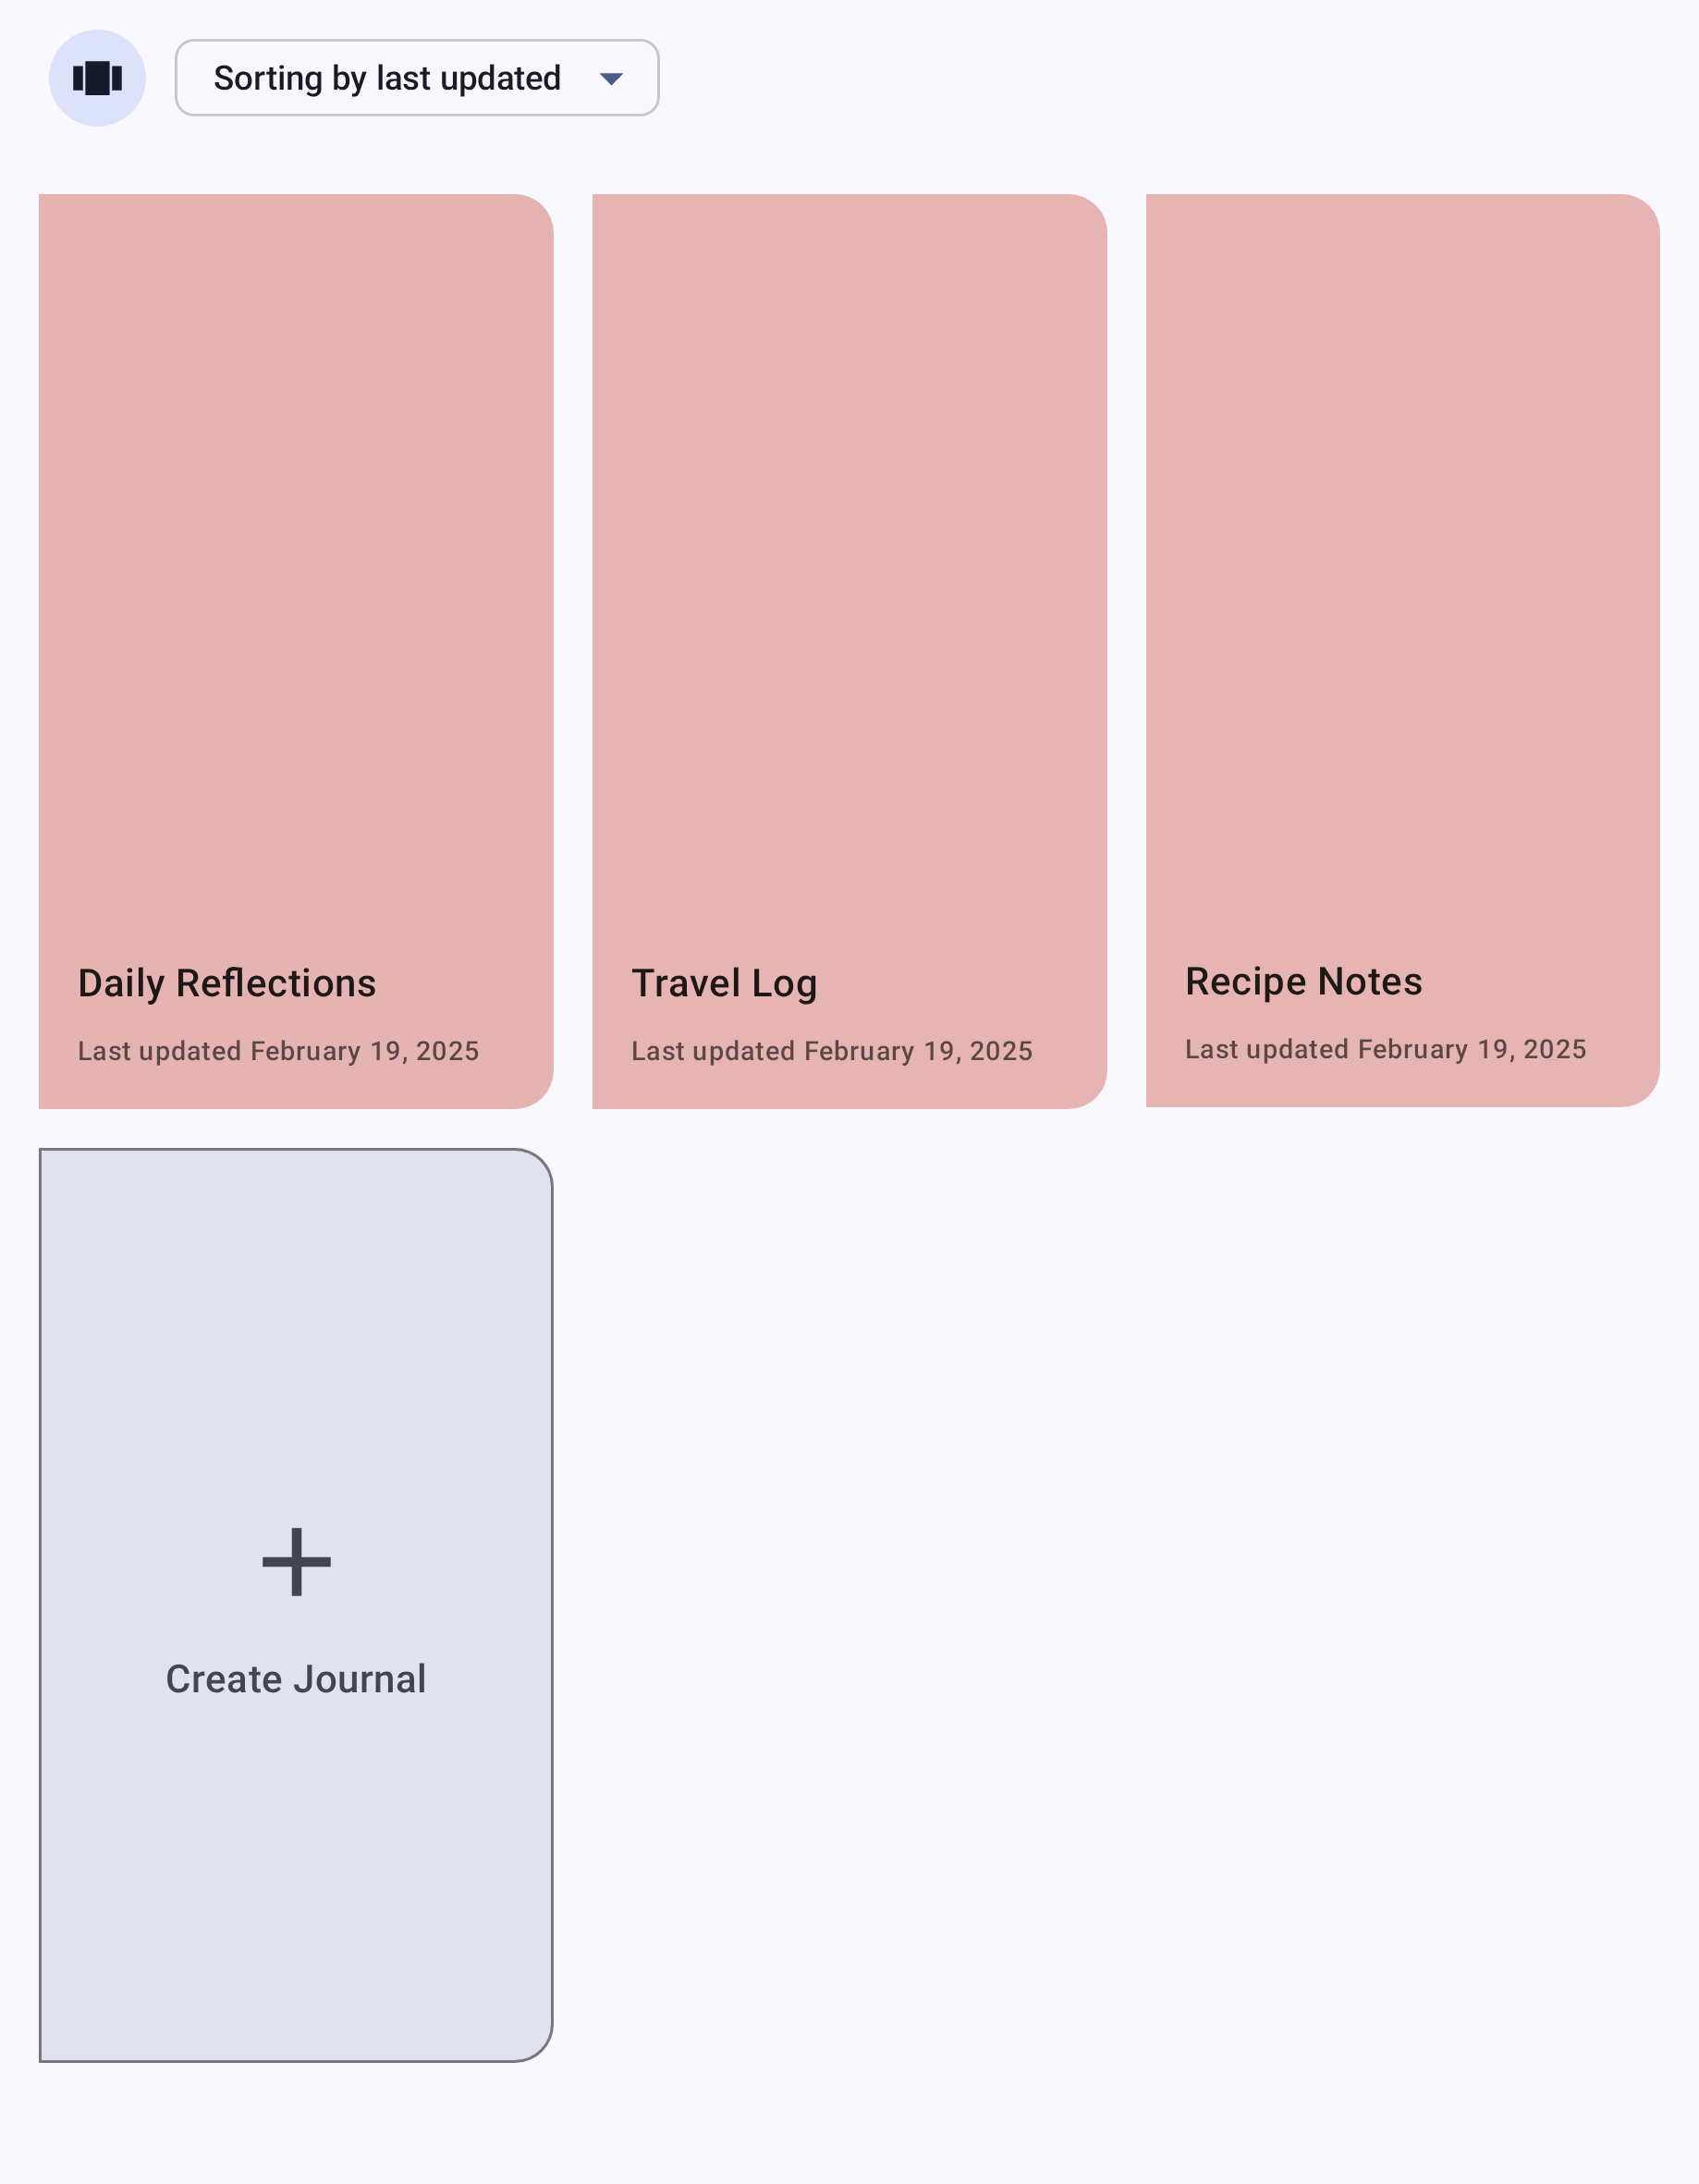 Sorting by last updated
Daily Reflections
Last updated February 19, 2025
Travel Log
Last updated February 19, 2025
Recipe Notes
Last updated February 19, 2025
Create Journal